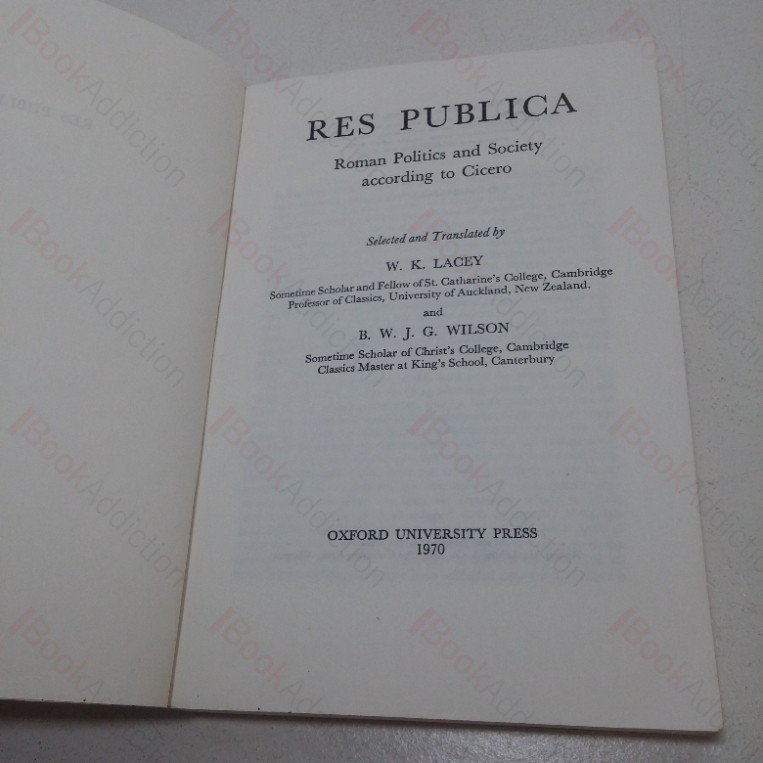 RES PUBLICA
Roman Politics and Society
according to Cicero
Selected and Translated by
W. K. LACEY
Sometime Scholar and Fellow of St. Catharine's College, Cambridge
Professor of Classics, University of Auckland, New Zealand.
and
B. W. J. G. WILSON
Sometime Scholar of Christ's College, Cambridge
Classics Master at King's School, Canterbury
OXFORD UNIVERSITY PRESS
1970
BookAddiction